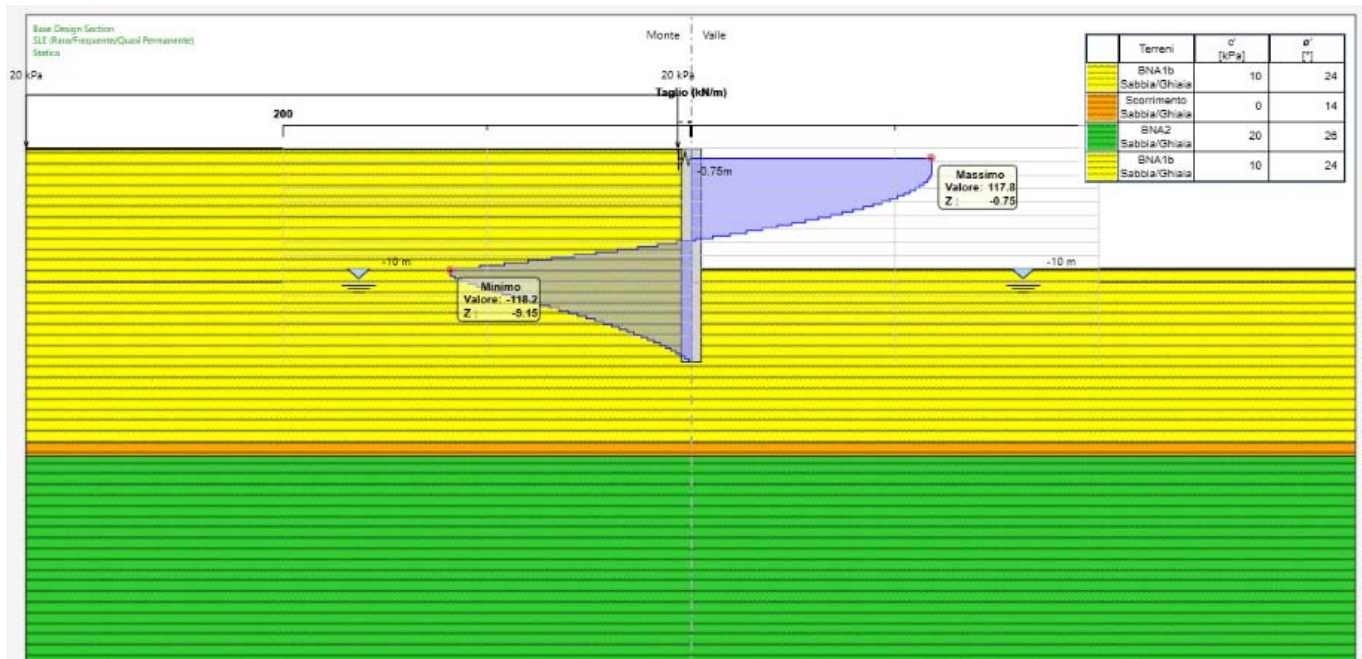 Base Design Section
SLE (Rara/Frequente/Quasi Permanente)
Statico
Monte
Valle
20 kPa
20 kPa
Taglio (kN/m)
200
Terreni
c'
[kPa]
ø'
[°]
BNA1b
Sabbia/Ghiaia
10
24
Scorrimento
Sabbia/Ghiaia
0
14
BNA2
Sabbia/Ghiaia
20
26
BNA1b
Sabbia/Ghiaia
10
24
-0.75m
Massimo
Valore: 117.8
Z : -0.75
-10 m
-10 m
Minimo
Valore: -118.2
Z : -9.15